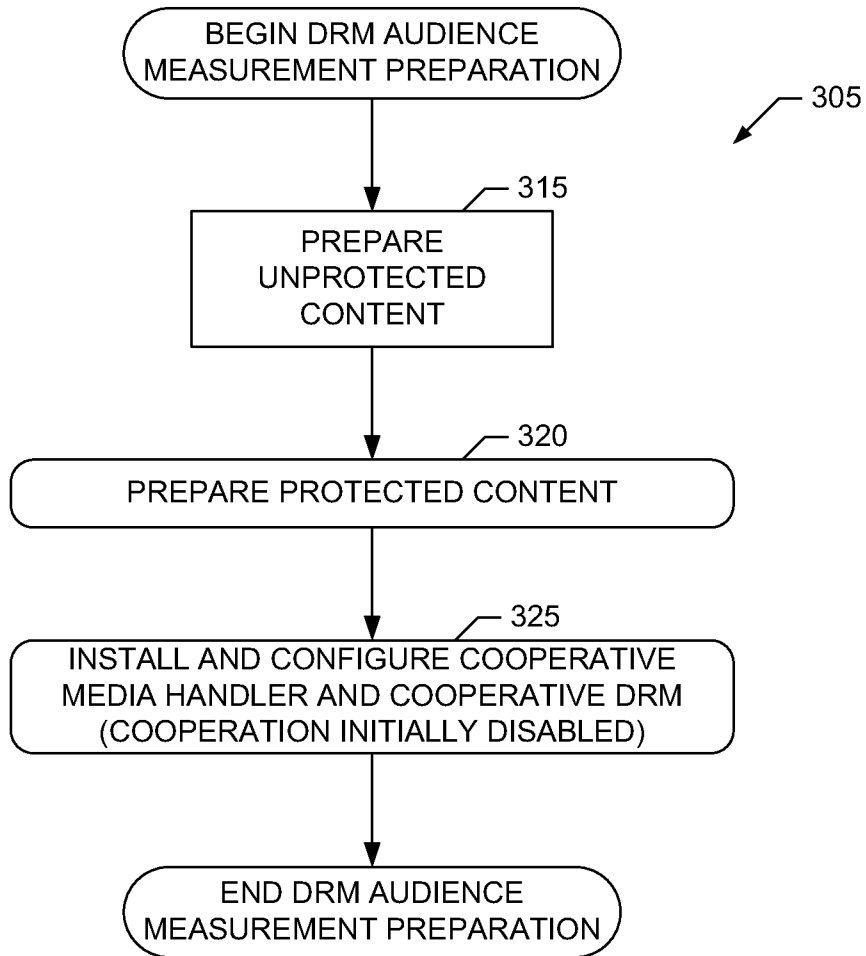 BEGIN DRM AUDIENCE
MEASUREMENT PREPARATION
305
315
PREPARE
UNPROTECTED
CONTENT
320
PREPARE PROTECTED CONTENT
325
INSTALL AND CONFIGURE COOPERATIVE
MEDIA HANDLER AND COOPERATIVE DRM
(COOPERATION INITIALLY DISABLED)
END DRM AUDIENCE
MEASUREMENT PREPARATION